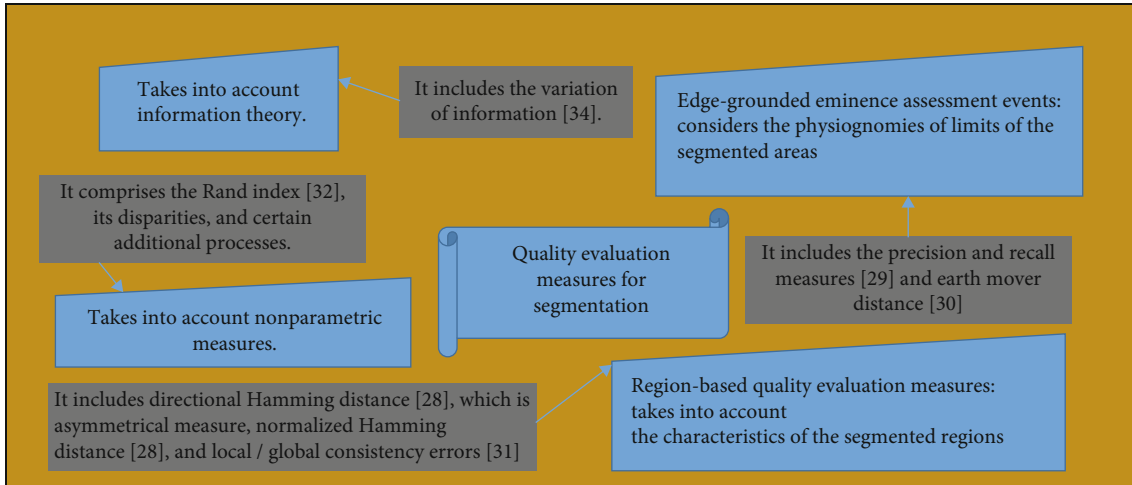 Takes into account
information theory.
It includes the variation
of information [34].
Edge-grounded eminence assessment events:
considers the physiognomies of limits of the
segmented areas
It comprises the Rand index [32],
its disparities, and certain
additional processes.
Quality evaluation
measures for
segmentation
It includes the precision and recall
measures [29] and earth mover
distance [30]
Takes into account nonparametric
measures.
It includes directional Hamming distance [28], which is
asymmetrical measure, normalized Hamming
distance [28], and local / global consistency errors [31]
Region-based quality evaluation measures:
takes into account
the characteristics of the segmented regions